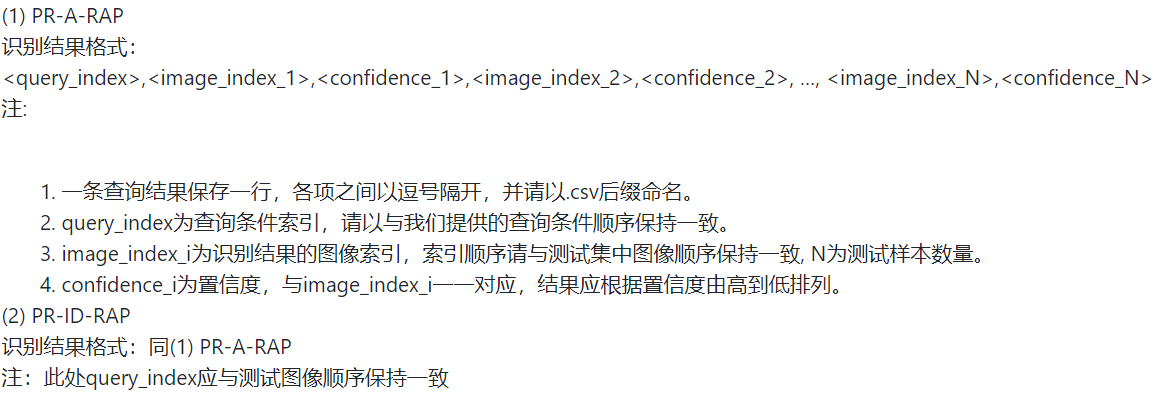 (1) PR-A-RAP
识别结果格式：
<query_index>,<image_index_1>,<confidence_1>,<image_index_2>,<confidence_2>, ..., <image_index_N>,<confidence_N>
注:
1. 一条查询结果保存一行，各项之间以逗号隔开，并请以.csv后缀命名。
2. query_index为查询条件索引，请以与我们提供的查询条件顺序保持一致。
3. image_index_i为识别结果的图像索引，索引顺序请与测试集中图像顺序保持一致, N为测试样本数量。
4. confidence_i为置信度，与image_index_i一一对应，结果应根据置信度由高到低排列。
(2) PR-ID-RAP
识别结果格式：同(1) PR-A-RAP
注：此处query_index应与测试图像顺序保持一致